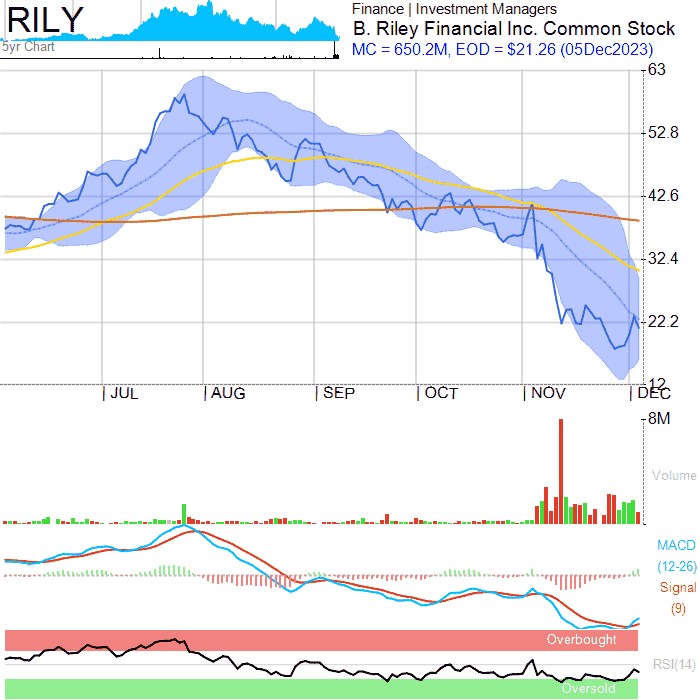 RILY
5yr Chart
Finance | Investment Managers
B. Riley Financial Inc. Common Stock
MC = 650.2M, EOD = $21.26 (05Dec2023)
63
52.8
42.6
32.4
22.2
12
JUL AUG SEP OCT NOV DEC
8M
Volume
MACD
(12-26)
Signal
(9)
Overbought
RSI(14)
Oversold